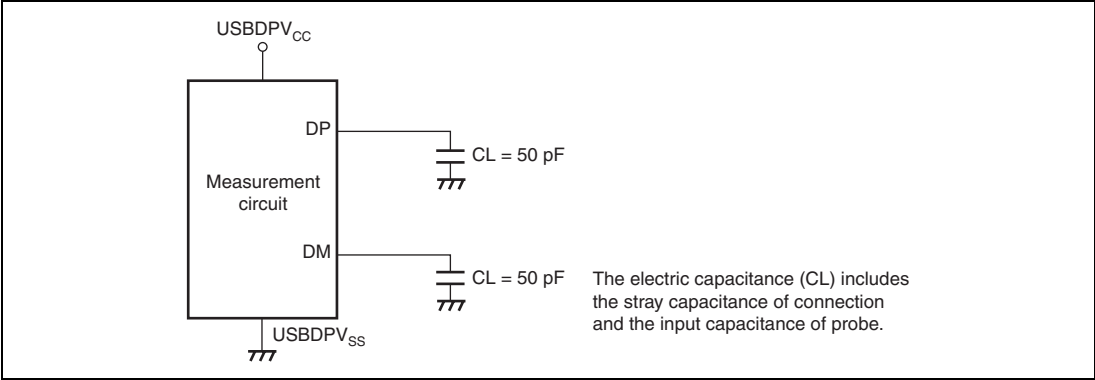 USBDPVCC
DP
CL = 50 pF
Measurement
circuit
DM
CL = 50 pF
The electric capacitance (CL) includes
the stray capacitance of connection
and the input capacitance of probe.
USBDPVSS